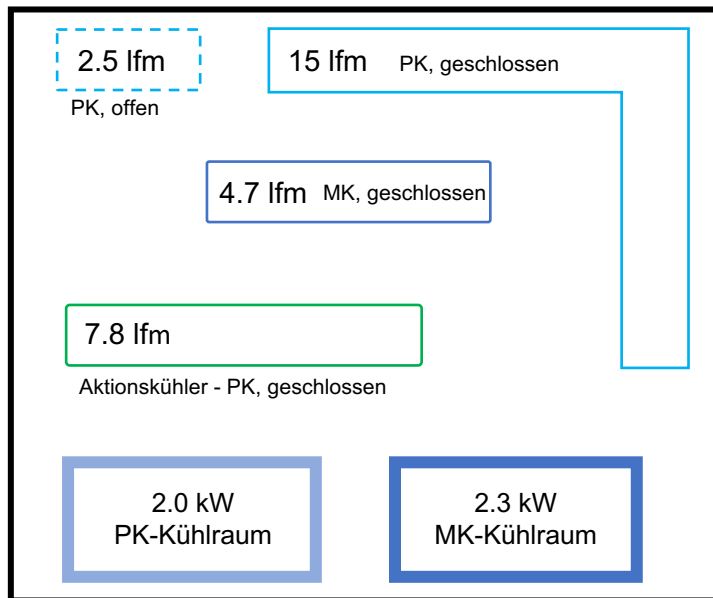 2.5 lfm
PK, offen
15 lfm PK, geschlossen
4.7 lfm MK, geschlossen
7.8 lfm
Aktionskühler - PK, geschlossen
2.0 kW
PK-Kühlraum
2.3 kW
MK-Kühlraum